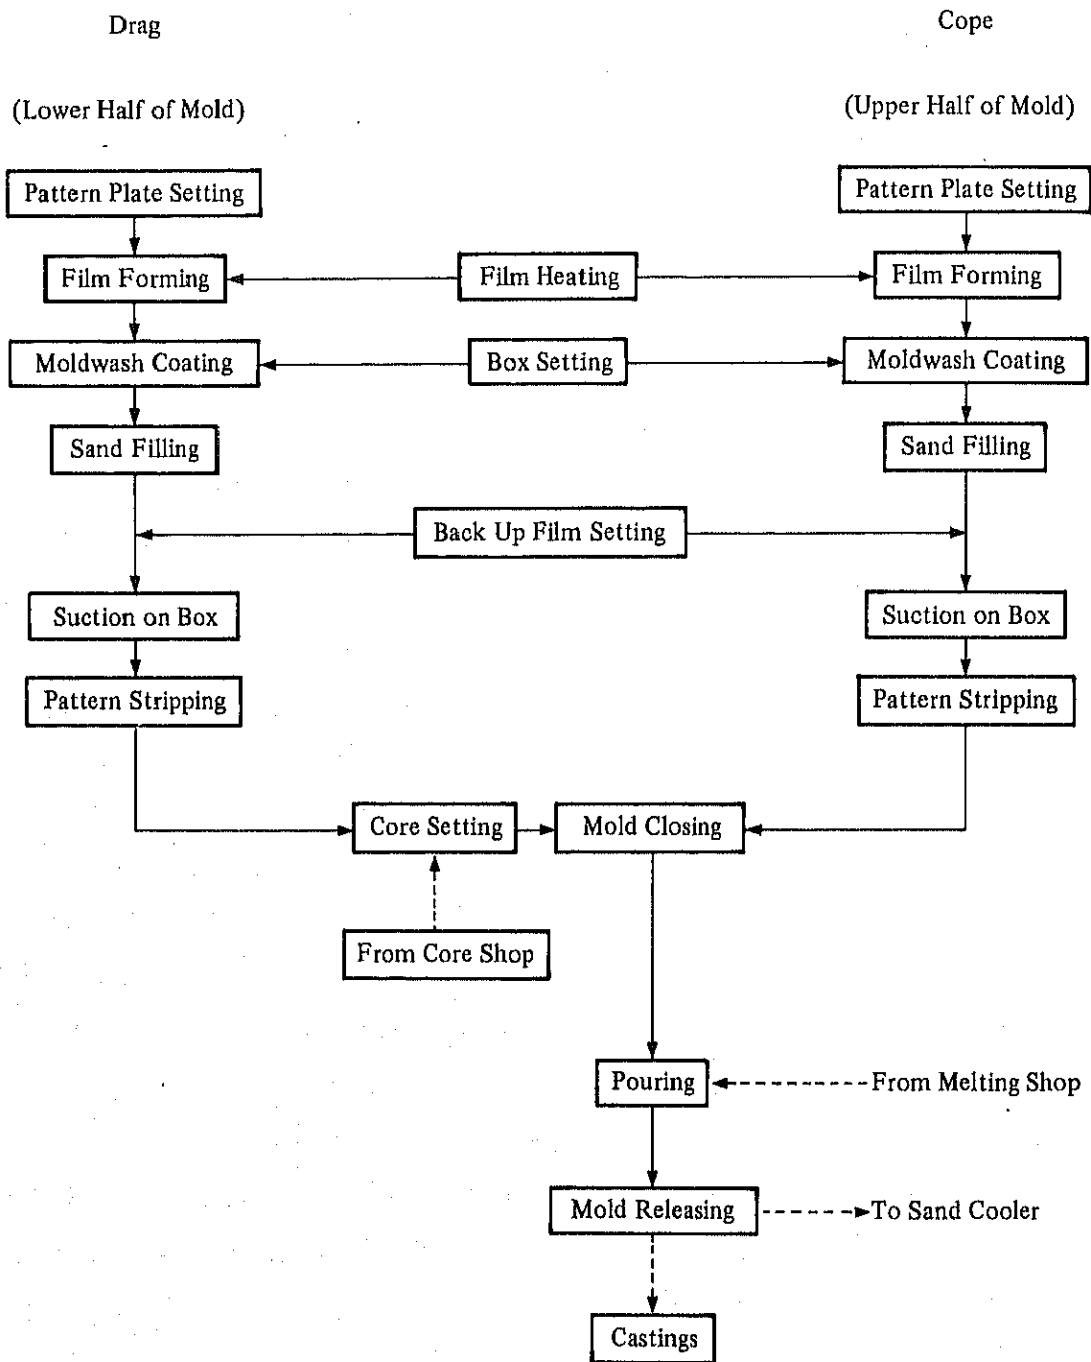 Drag
Cope
(Lower Half of Mold)
(Upper Half of Mold)
Pattern Plate Setting
Pattern Plate Setting
Film Forming
Film Heating
Film Forming
Moldwash Coating
Box Setting
Moldwash Coating
Sand Filling
Sand Filling
Back Up Film Setting
Suction on Box
Suction on Box
Pattern Stripping
Pattern Stripping
Core Setting
Mold Closing
From Core Shop
Pouring
From Melting Shop
Mold Releasing
To Sand Cooler
Castings